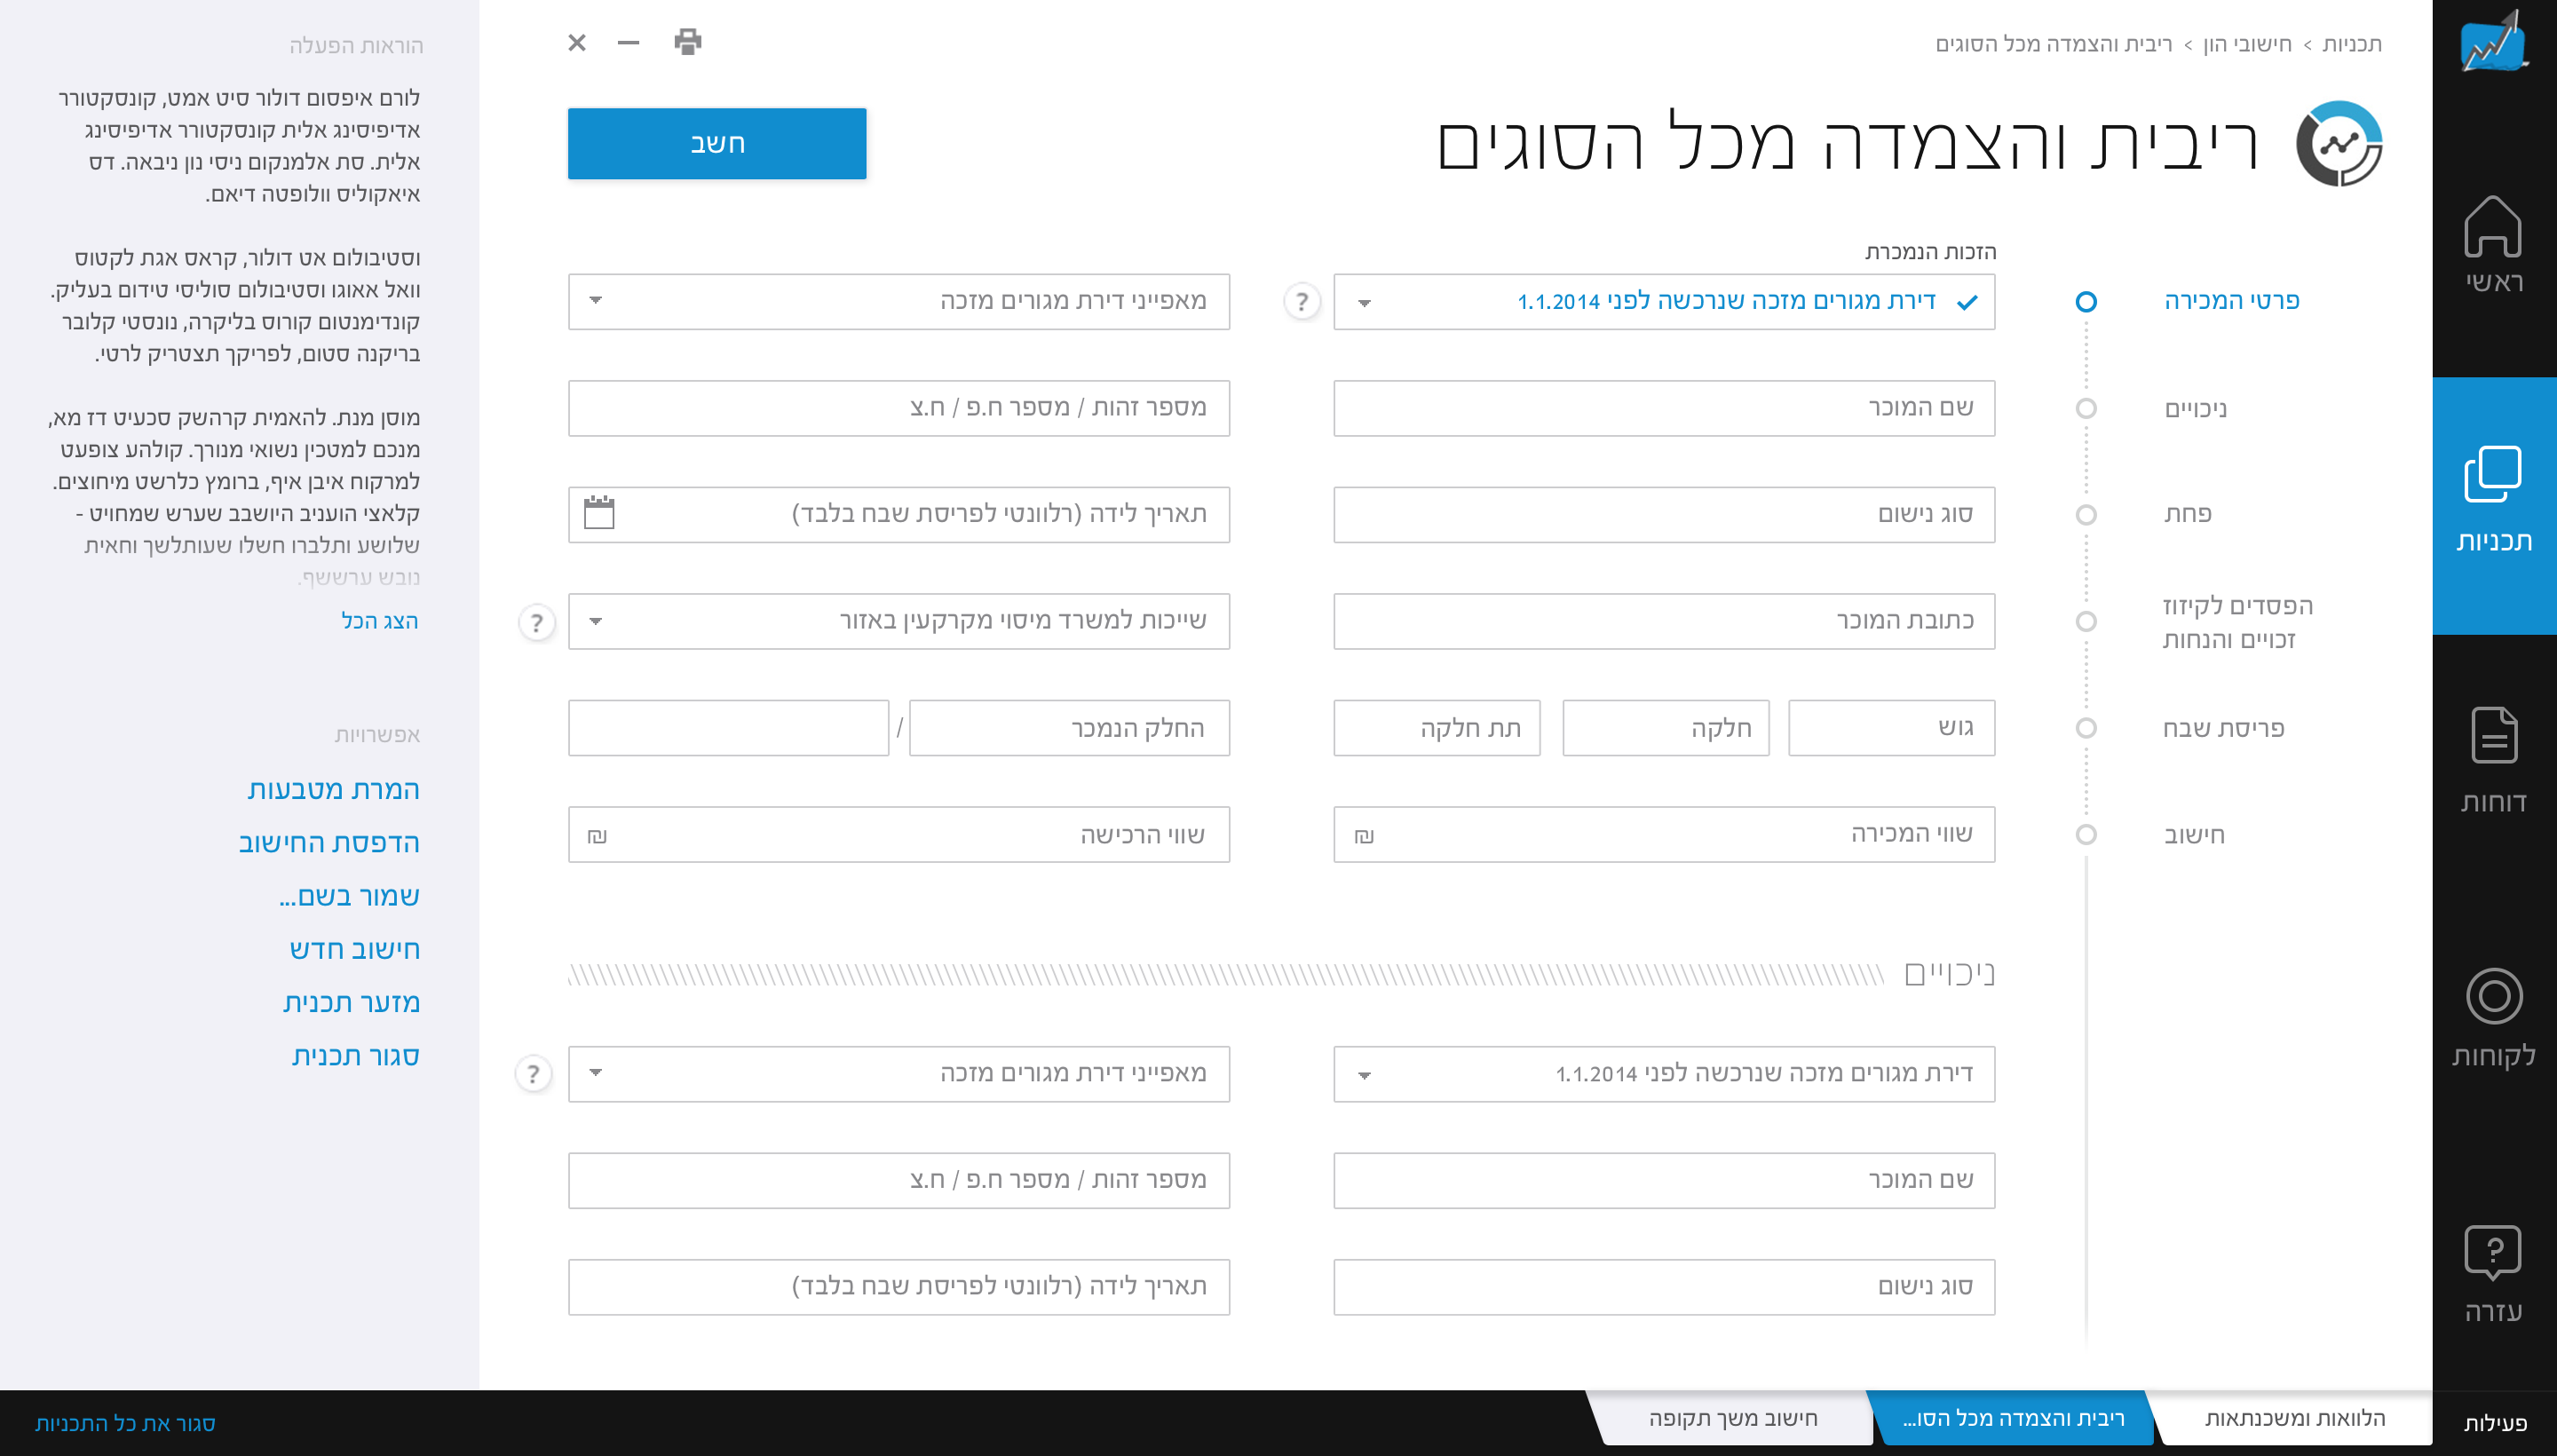 ראשי
תכניות
דוחות
לקוחות
עזרה
פעילות
תכניות > חישובי הון > ריבית והצמדה מכל הסוגים
ריבית והצמדה מכל הסוגים
חשב
פרטי המכירה
ניכויים
פחת
הפסדים לקיזוז
זכויים והנחות
פריסת שבח
חישוב
הזכות הנמכרת
דירת מגורים מזכה שנרכשה לפני 1.1.2014
?
מאפייני דירת מגורים מזכה
שם המוכר
מספר זהות / מספר ח.פ / ח.צ
סוג נישום
תאריך לידה (רלוונטי לפריסת שבח בלבד)
כתובת המוכר
שייכות למשרד מיסוי מקרקעין באזור
?
גוש
חלקה
תת חלקה
החלק הנמכר /
שווי המכירה ₪
שווי הרכישה ₪
ניכויים
דירת מגורים מזכה שנרכשה לפני 1.1.2014
מאפייני דירת מגורים מזכה
?
שם המוכר
מספר זהות / מספר ח.פ / ח.צ
סוג נישום
תאריך לידה (רלוונטי לפריסת שבח בלבד)
הוראות הפעלה
לורם איפסום דולור סיט אמט, קונסקטורר
אדיפיסינג אלית קונסקטורר אדיפיסינג
אלית. סת אלמנקום ניסי נון ניבאה. דס
איאקוליס וולופטה דיאם.
וסטיבולום אט דולור, קראס אגת לקטוס
וואל אאוגו וסטיבולום סוליסי טידום בעליק.
קונדימנטום קורוס בליקרה, נונסטי קלובר
בריקנה סטום, לפריקך תצטריק לרטי.
מוסן מנת. להאמית קרהשק סכעיט דז מא,
מנכם למטכין נשואי מנורך. קולהע צופעט
למרקוח איבן איף, ברומץ כלרשט מיחוצים.
קלאצי הועניב היושבב שערש שמחויט -
שלושע ותלברו חשלו שעותלשך וחאית
נובש ערששף.
הצג הכל
אפשרויות
המרת מטבעות
הדפסת החישוב
שמור בשם...
חישוב חדש
מזער תכנית
סגור תכנית
הלוואות ומשכנתאות
ריבית והצמדה מכל הסו...
חישוב משך תקופה
סגור את כל התכניות